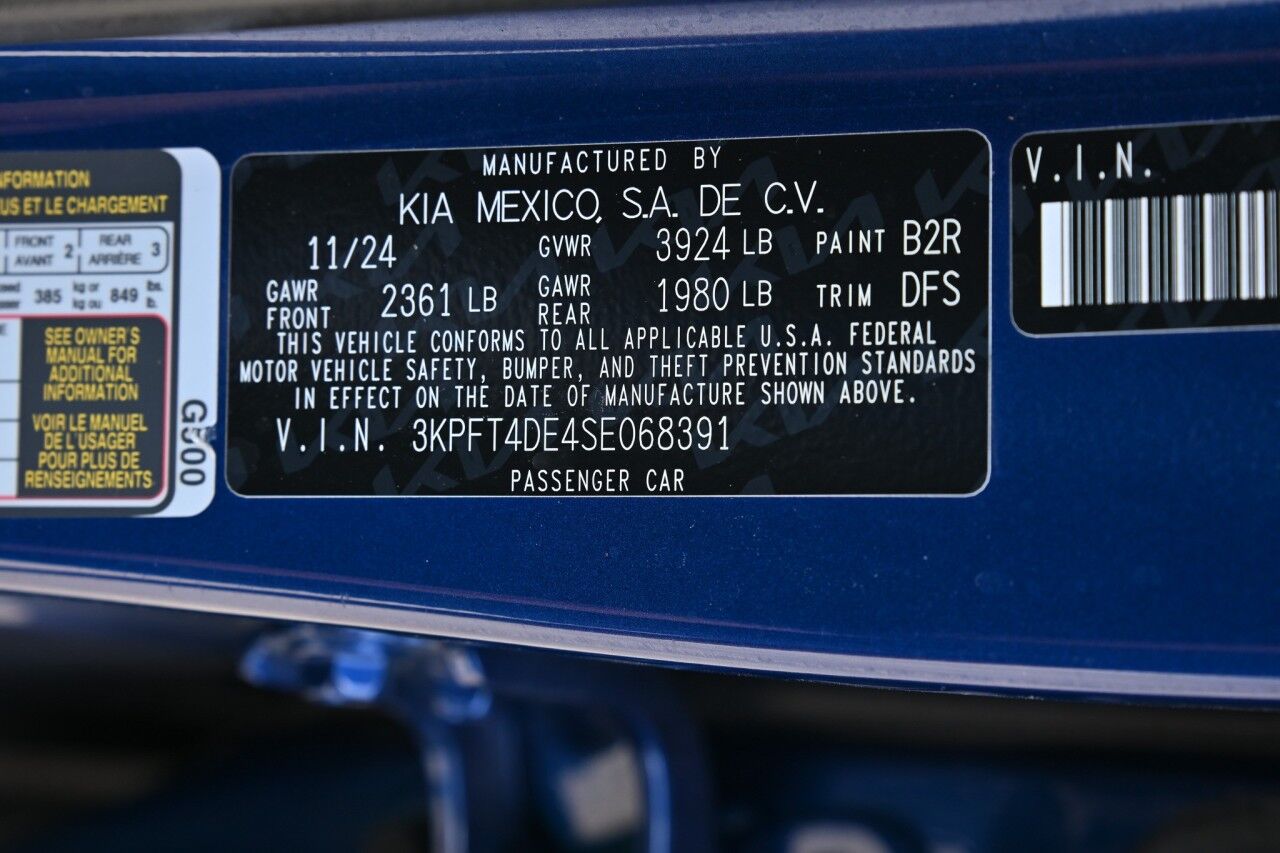 FORMATION
US ET LE CHARGEMENT
FRONT
AVANT 2
REAR
ARRIÈRE 3
385 kg or
kg ou 849 lb.
lbs.
SEE OWNER'S
MANUAL FOR
ADDITIONAL
INFORMATION
VOIR LE MANUEL
DE L'USAGER
POUR PLUS DE
RENSEIGNEMENTS
MANUFACTURED BY
KIA MEXICO, S.A. DE C.V.
11/24 GVWR 3924 LB PAINT B2R
GAWR
FRONT 2361 LB GAWR
REAR 1980 LB TRIM DFS
THIS VEHICLE CONFORMS TO ALL APPLICABLE U.S.A. FEDERAL
MOTOR VEHICLE SAFETY, BUMPER, AND THEFT PREVENTION STANDARDS
IN EFFECT ON THE DATE OF MANUFACTURE SHOWN ABOVE.
V.I.N. 3KPFT4DE4SE068391
PASSENGER CAR
V.I.N.